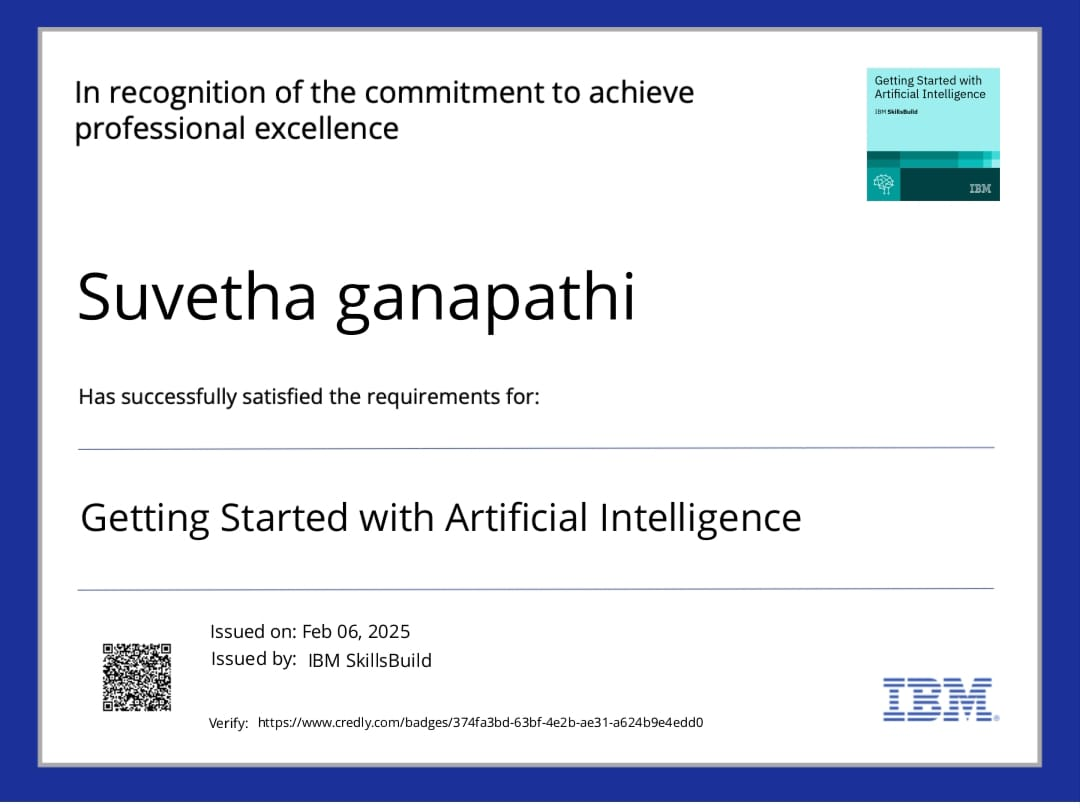 In recognition of the commitment to achieve
professional excellence
Getting Started with
Artificial Intelligence
IBM SkillsBuild
IBM
Suvetha ganapathi
Has successfully satisfied the requirements for:
Getting Started with Artificial Intelligence
Issued on: Feb 06, 2025
Issued by: IBM SkillsBuild
Verify: https://www.credly.com/badges/374fa3bd-63bf-4e2b-ae31-a624b9e4edd0
IBM®